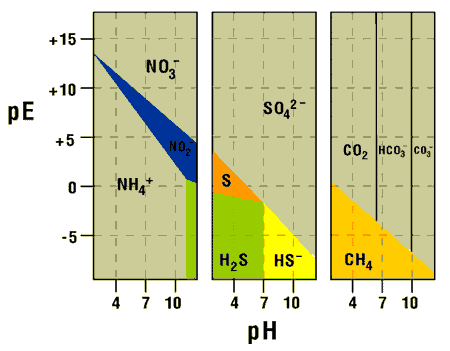 +15
+10
+5
0
-5
pE
NO₃⁻
NO₂⁻
NH₄⁺
SO₄²⁻
S
H₂S
HS⁻
CO₂
HCO₃⁻
CO₃⁻
CH₄
4 7 10
4 7 10
4 7 10
pH